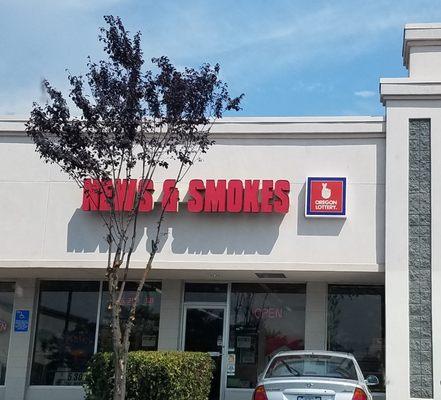 NEWS & SMOKES
OREGON
LOTTERY
OPEN